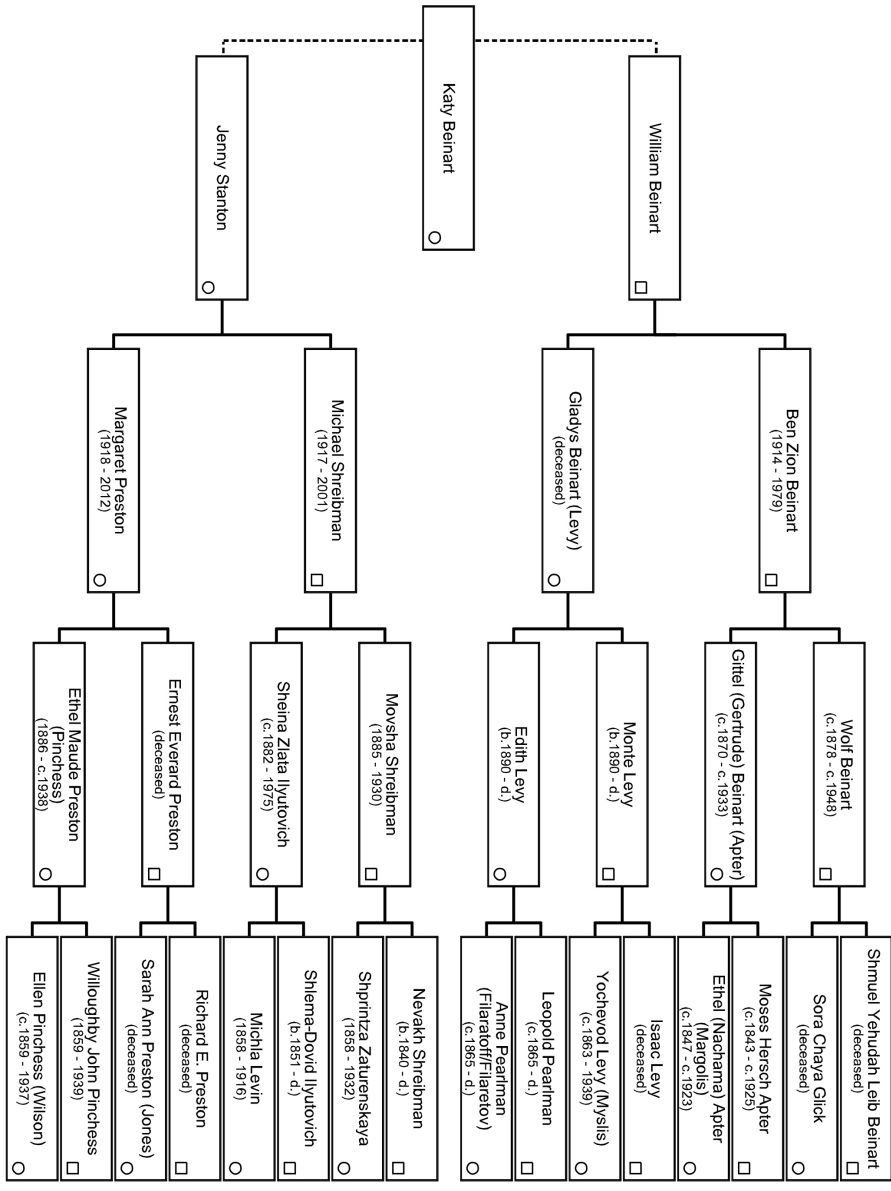 Katy Beinart
William Beinart
Jenny Stanton
Ben Zion Beinart
(1914 - 1979)
Gladys Beinart (Levy)
(deceased)
Michael Shreibman
(1917 - 2001)
Margaret Preston
(1918 - 2012)
Wolf Beinart
(c.1878 - c.1948)
Gittel (Gertrude) Beinart (Apter)
(c.1870 - c.1933)
Monte Levy
(b.1890 - d.)
Edith Levy
(b.1890 - d.)
Movsha Shreibman
(1885 - 1930)
Sheina Zlata Ilyutovich
(c.1882 - 1975)
Ernest Everard Preston
(deceased)
Ethel Maude Preston
(Pinchess)
(1886 - c.1938)
Shmuel Yehudah Leib Beinart
(deceased)
Sora Chaya Glick
(deceased)
Moses Hersch Apter
(c.1843 - c.1925)
Ethel (Nachama) Apter
(Margolis)
(c.1847 - c.1923)
Isaac Levy
(deceased)
Yochevod Levy (Myslis)
(c.1863 - 1939)
Leopold Pearlman
(c.1865 - d.)
Anne Pearlman
(Filaratoff/Filaretov)
(c.1865 - d.)
Nevakh Shreibman
(b.1840 - d.)
Shprintza Zaturenskaya
(1858 - 1932)
Shlema-Dovid Ilyutovich
(b.1851 - d.)
Michla Levin
(1858 - 1916)
Richard E.. Preston
(deceased)
Sarah Ann Preston (Jones)
(deceased)
Willoughby John Pinchess
(1859 - 1939)
Ellen Pinchess (Wilson)
(c.1859 - 1937)